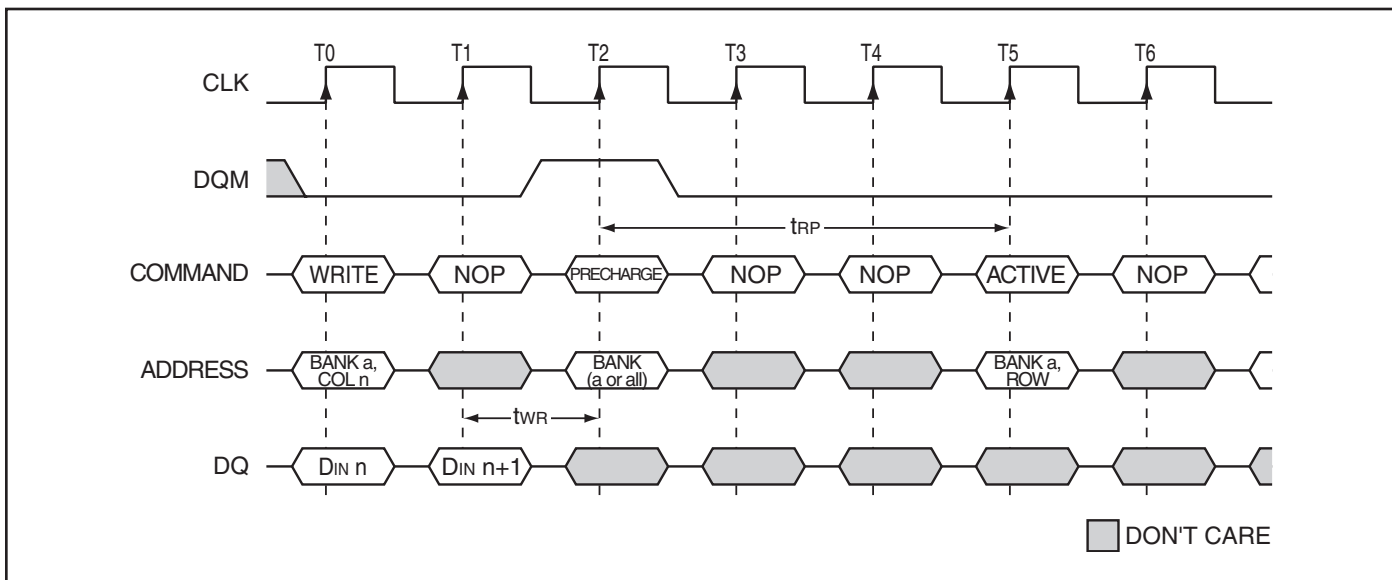 T0 T1 T2 T3 T4 T5 T6
CLK
DQM
tRP
COMMAND WRITE NOP PRECHARGE NOP NOP ACTIVE NOP
ADDRESS BANK a, COL n BANK (a or all) BANK a, ROW
tWR
DQ DIN n DIN n+1
DON'T CARE